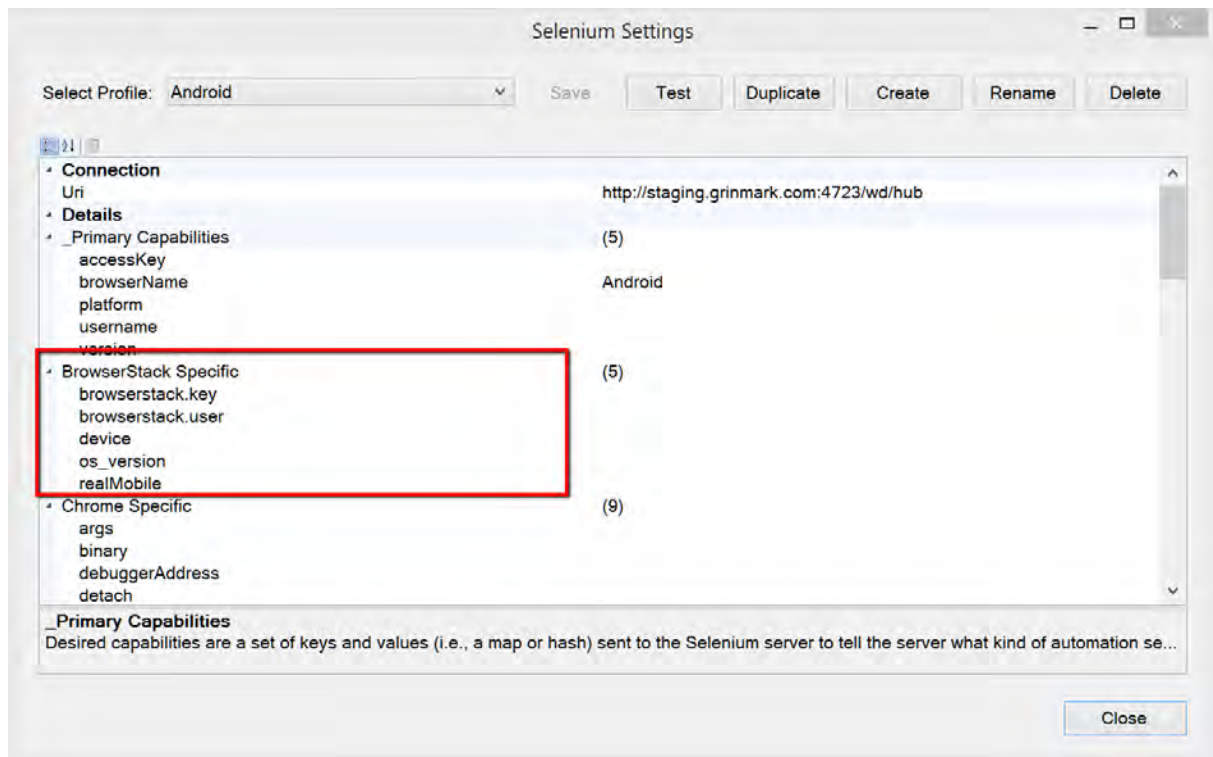 Selenium Settings
Select Profile: Android Save Test Duplicate Create Rename Delete
Connection
Uri http://staging.grinmark.com:4723/wd/hub
Details
_Primary Capabilities (5)
accessKey
browserName Android
platform
username
version
BrowserStack Specific (5)
browserstack.key
browserstack.user
device
os_version
realMobile
Chrome Specific (9)
args
binary
debuggerAddress
detach
_Primary Capabilities
Desired capabilities are a set of keys and values (i.e., a map or hash) sent to the Selenium server to tell the server what kind of automation se...
Close